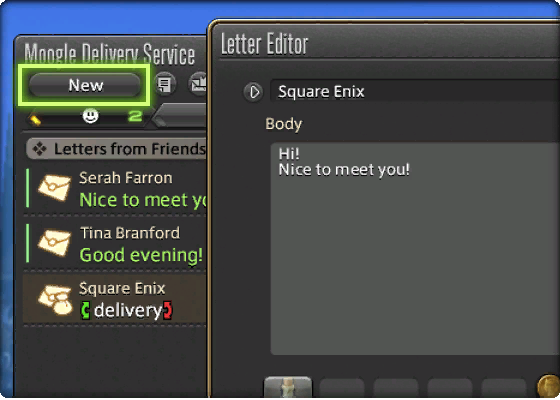 Moogle Delivery Service
New
2
Letters from Friends
Serah Farron
Nice to meet yo
Tina Branford
Good evening!
Square Enix
delivery
Letter Editor
Square Enix
Body
Hi!
Nice to meet you!